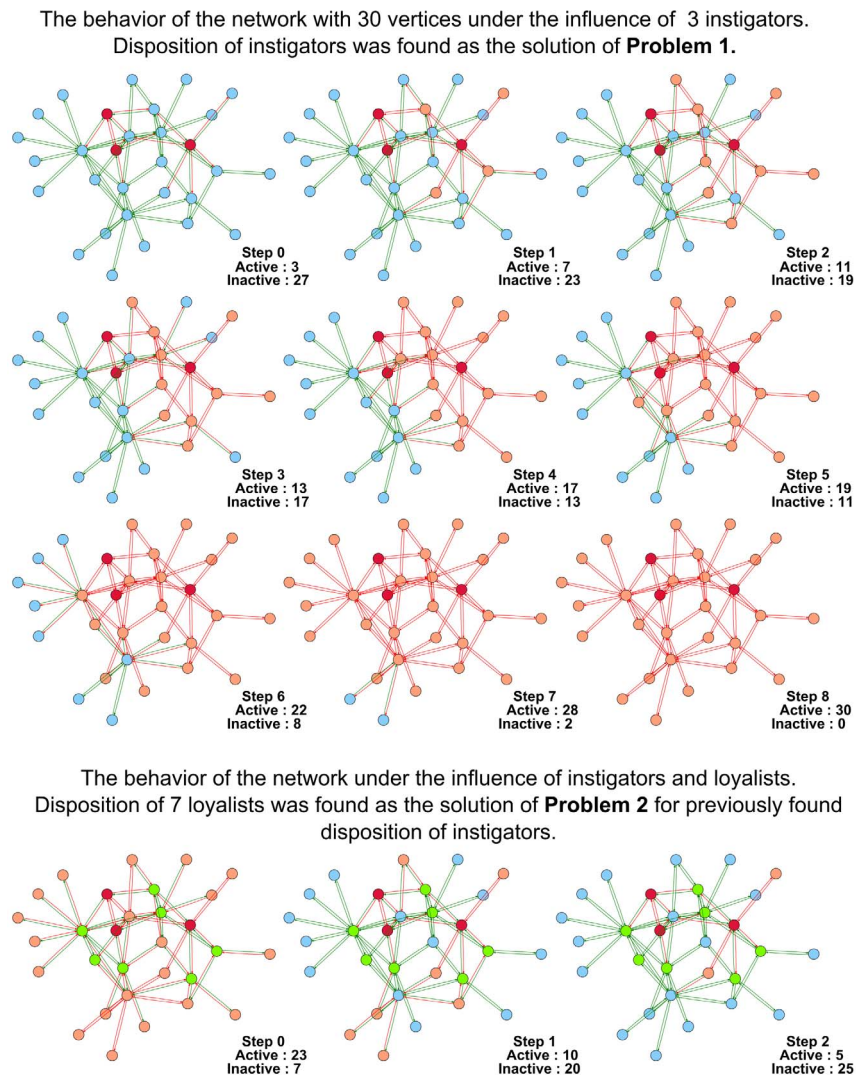 The behavior of the network with 30 vertices under the influence of  3 instigators.
Disposition of instigators was found as the solution of Problem 1.
Step 0
Active : 3
Inactive : 27
Step 1
Active : 7
Inactive : 23
Step 2
Active : 11
Inactive : 19
Step 3
Active : 13
Inactive : 17
Step 4
Active : 17
Inactive : 13
Step 5
Active : 19
Inactive : 11
Step 6
Active : 22
Inactive : 8
Step 7
Active : 28
Inactive : 2
Step 8
Active : 30
Inactive : 0
The behavior of the network under the influence of instigators and loyalists.
Disposition of 7 loyalists was found as the solution of Problem 2 for previously found
disposition of instigators.
Step 0
Active : 23
Inactive : 7
Step 1
Active : 10
Inactive : 20
Step 2
Active : 5
Inactive : 25